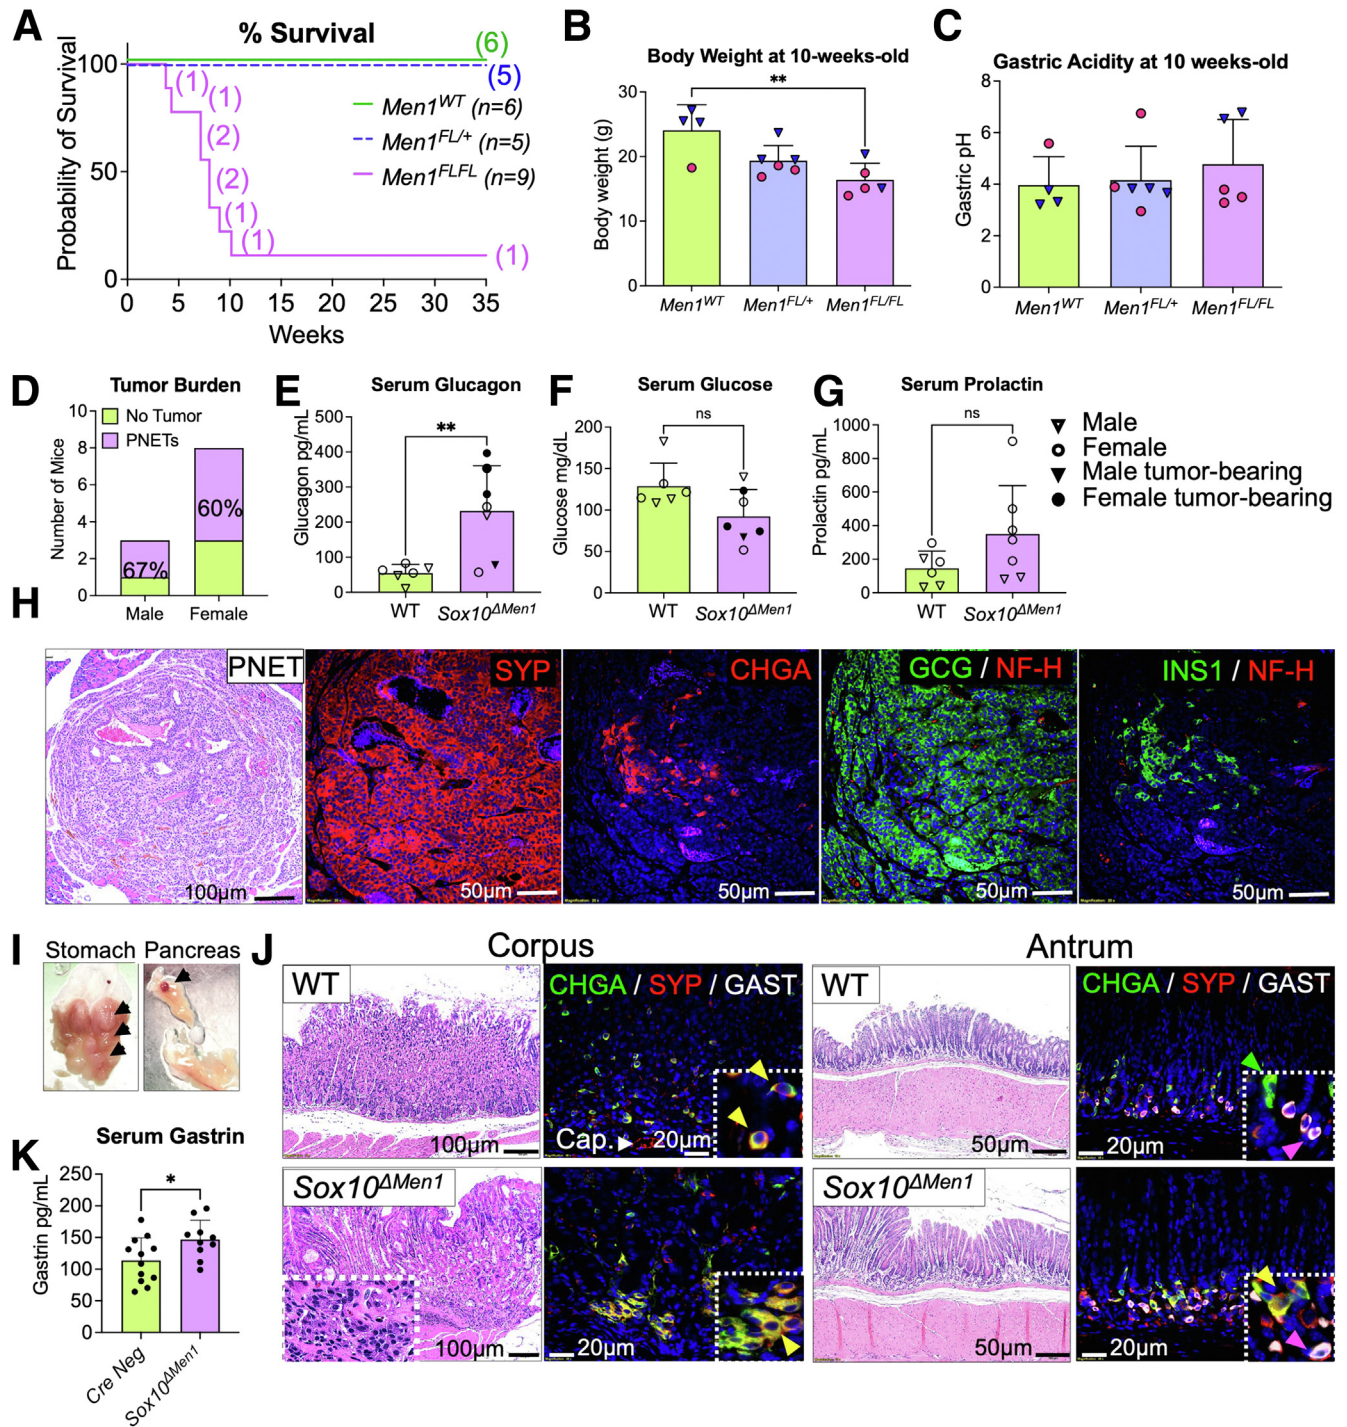 A
% Survival
Probability of Survival
100
50
0
0 5 10 15 20 25 30 35
Weeks
(6)
(5)
(1)
(1)
(2)
(2)
(1)
(1)
(1)
Men1WT (n=6)
Men1FL/+ (n=5)
Men1FLFL (n=9)
B
Body Weight at 10-weeks-old
**
Body weight (g)
30
20
10
0
Men1WT Men1FL/+ Men1FL/FL
C
Gastric Acidity at 10 weeks-old
Gastric pH
8
6
4
2
0
Men1WT Men1FL/+ Men1FL/FL
D
Tumor Burden
Number of Mice
10
8
6
4
2
0
No Tumor
PNETs
67%
60%
Male Female
E
Serum Glucagon
**
Glucagon pg/mL
500
400
300
200
100
0
WT Sox10ΔMen1
F
Serum Glucose
ns
Glucose mg/dL
200
150
100
50
0
WT Sox10ΔMen1
G
Serum Prolactin
ns
Prolactin pg/mL
1000
800
600
400
200
0
WT Sox10ΔMen1
Male
Female
Male tumor-bearing
Female tumor-bearing
H
PNET
100µm
SYP
50µm
CHGA
50µm
GCG / NF-H
50µm
INS1 / NF-H
50µm
I
Stomach Pancreas
J
Corpus
Antrum
WT
100µm
CHGA / SYP / GAST
Cap.
20µm
WT
50µm
CHGA / SYP / GAST
20µm
Sox10ΔMen1
100µm
20µm
Sox10ΔMen1
50µm
20µm
K
Serum Gastrin
*
Gastrin pg/mL
250
200
150
100
50
0
Cre Neg
Sox10ΔMen1